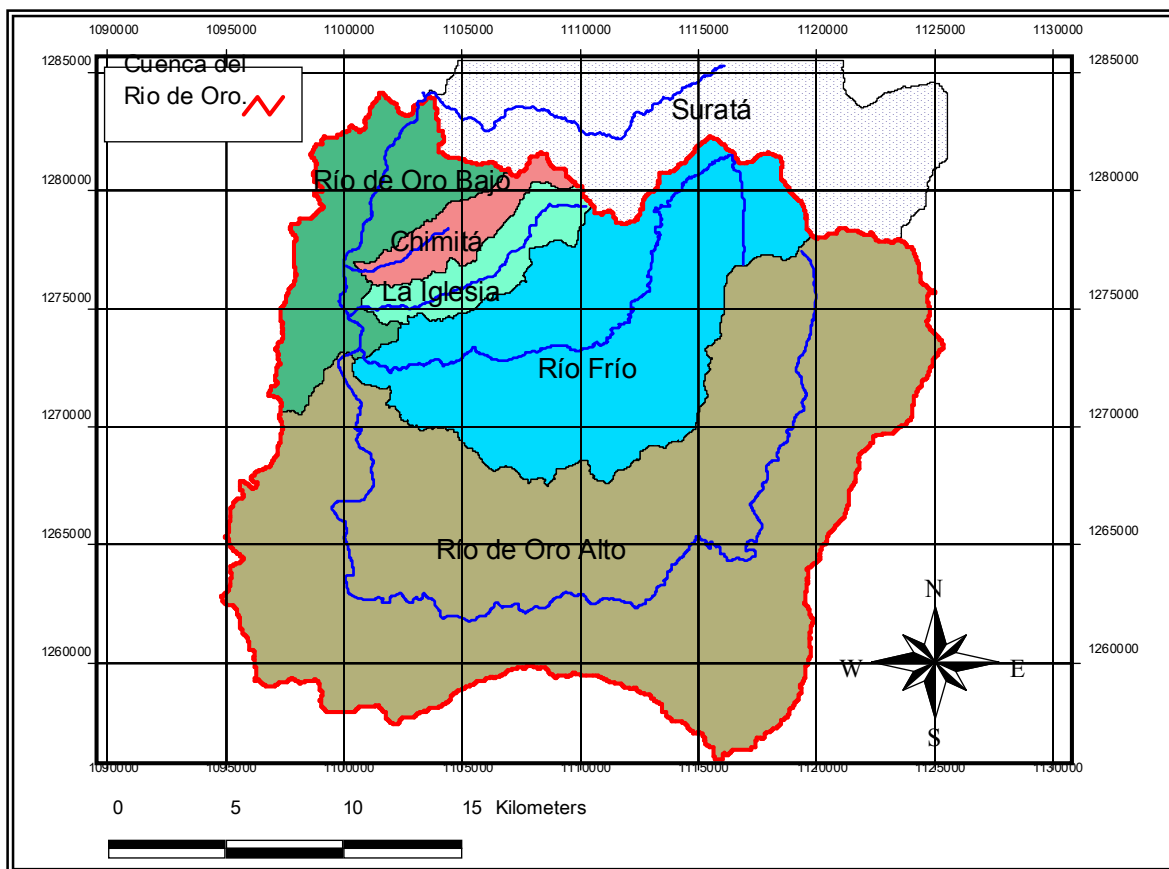 1090000 1095000 1100000 1105000 1110000 1115000 1120000 1125000 1130000
1285000 1285000
Cuenca del
Rio de Oro.
Suratá
1280000 1280000
Río de Oro Bajo
Chimitá
La Iglesia
1275000 1275000
Río Frío
1270000 1270000
1265000 1265000
Río de Oro Alto
N
1260000 1260000
W E
S
1090000 1095000 1100000 1105000 1110000 1115000 1120000 1125000 1130000
0 5 10 15 Kilometers